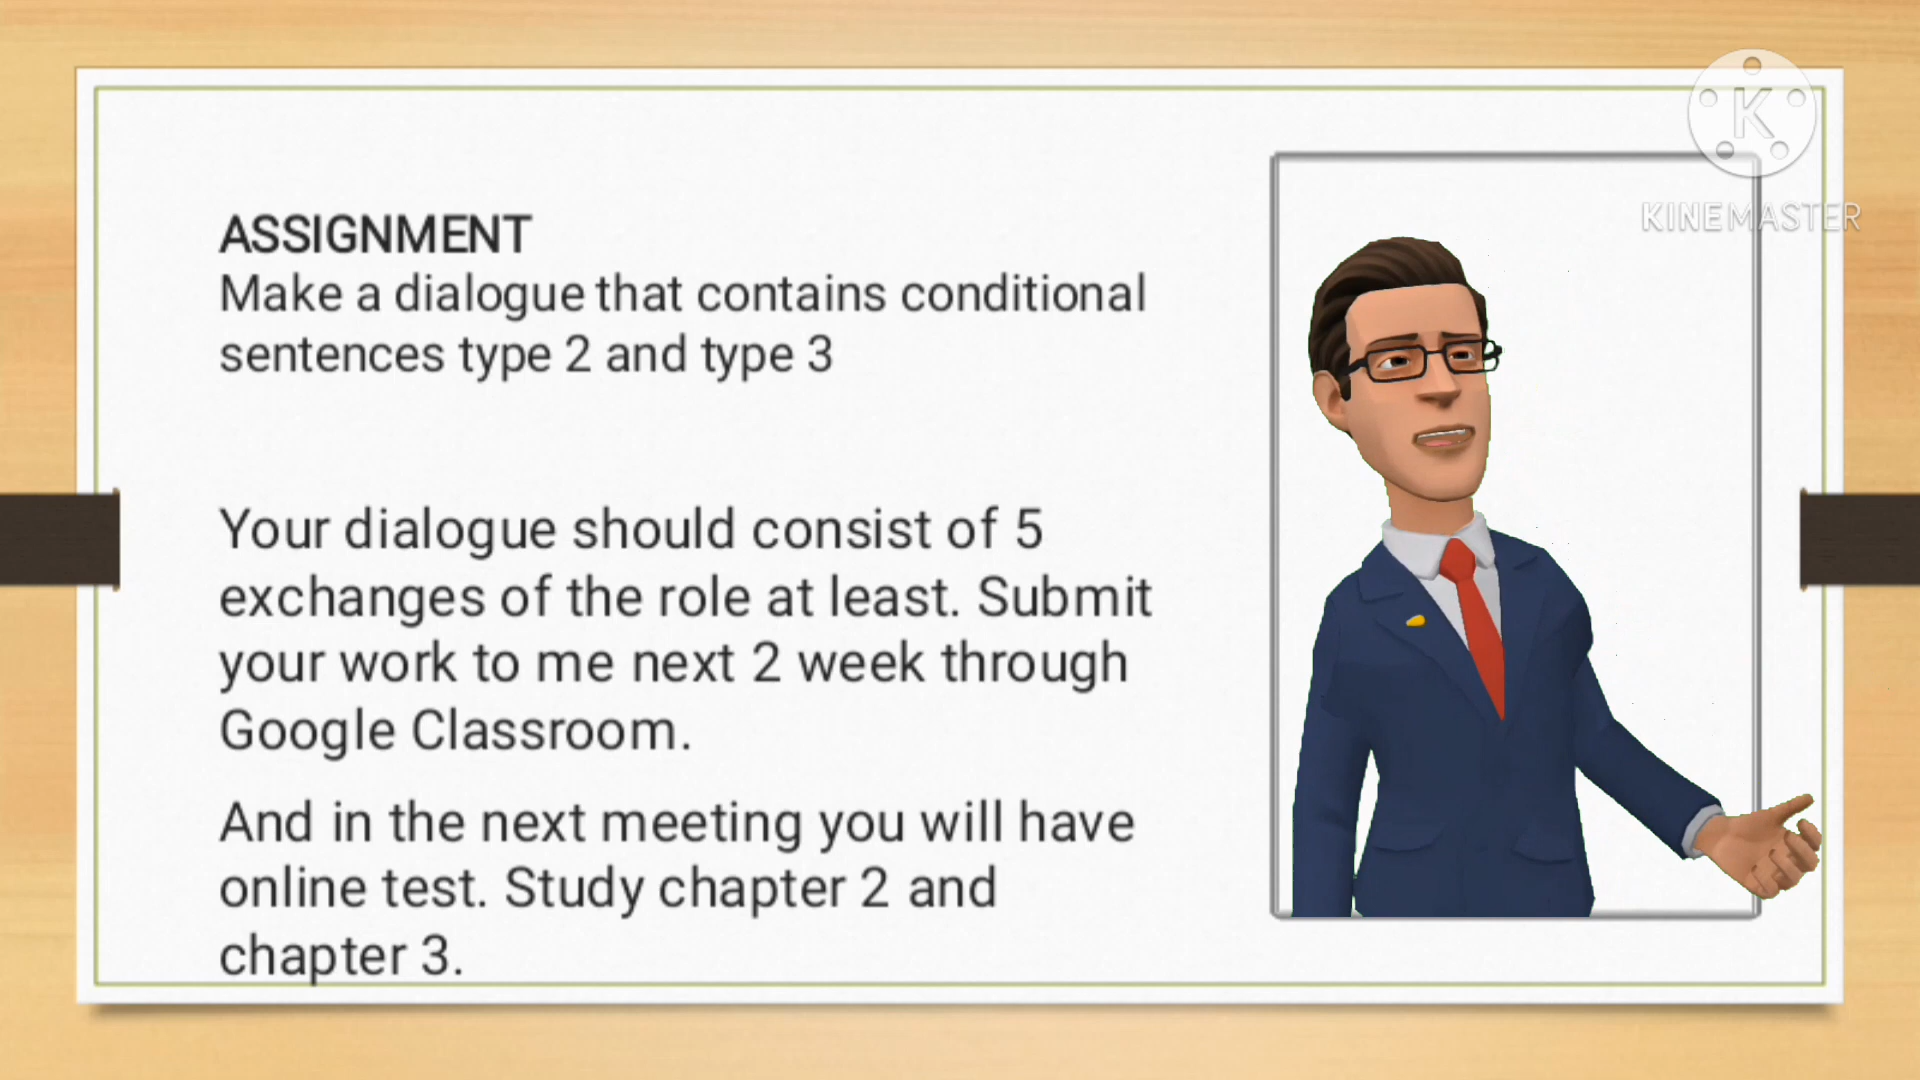 K
KINEMASTER
ASSIGNMENT
Make a dialogue that contains conditional
sentences type 2 and type 3
Your dialogue should consist of 5
exchanges of the role at least. Submit
your work to me next 2 week through
Google Classroom.
And in the next meeting you will have
online test. Study chapter 2 and
chapter 3.